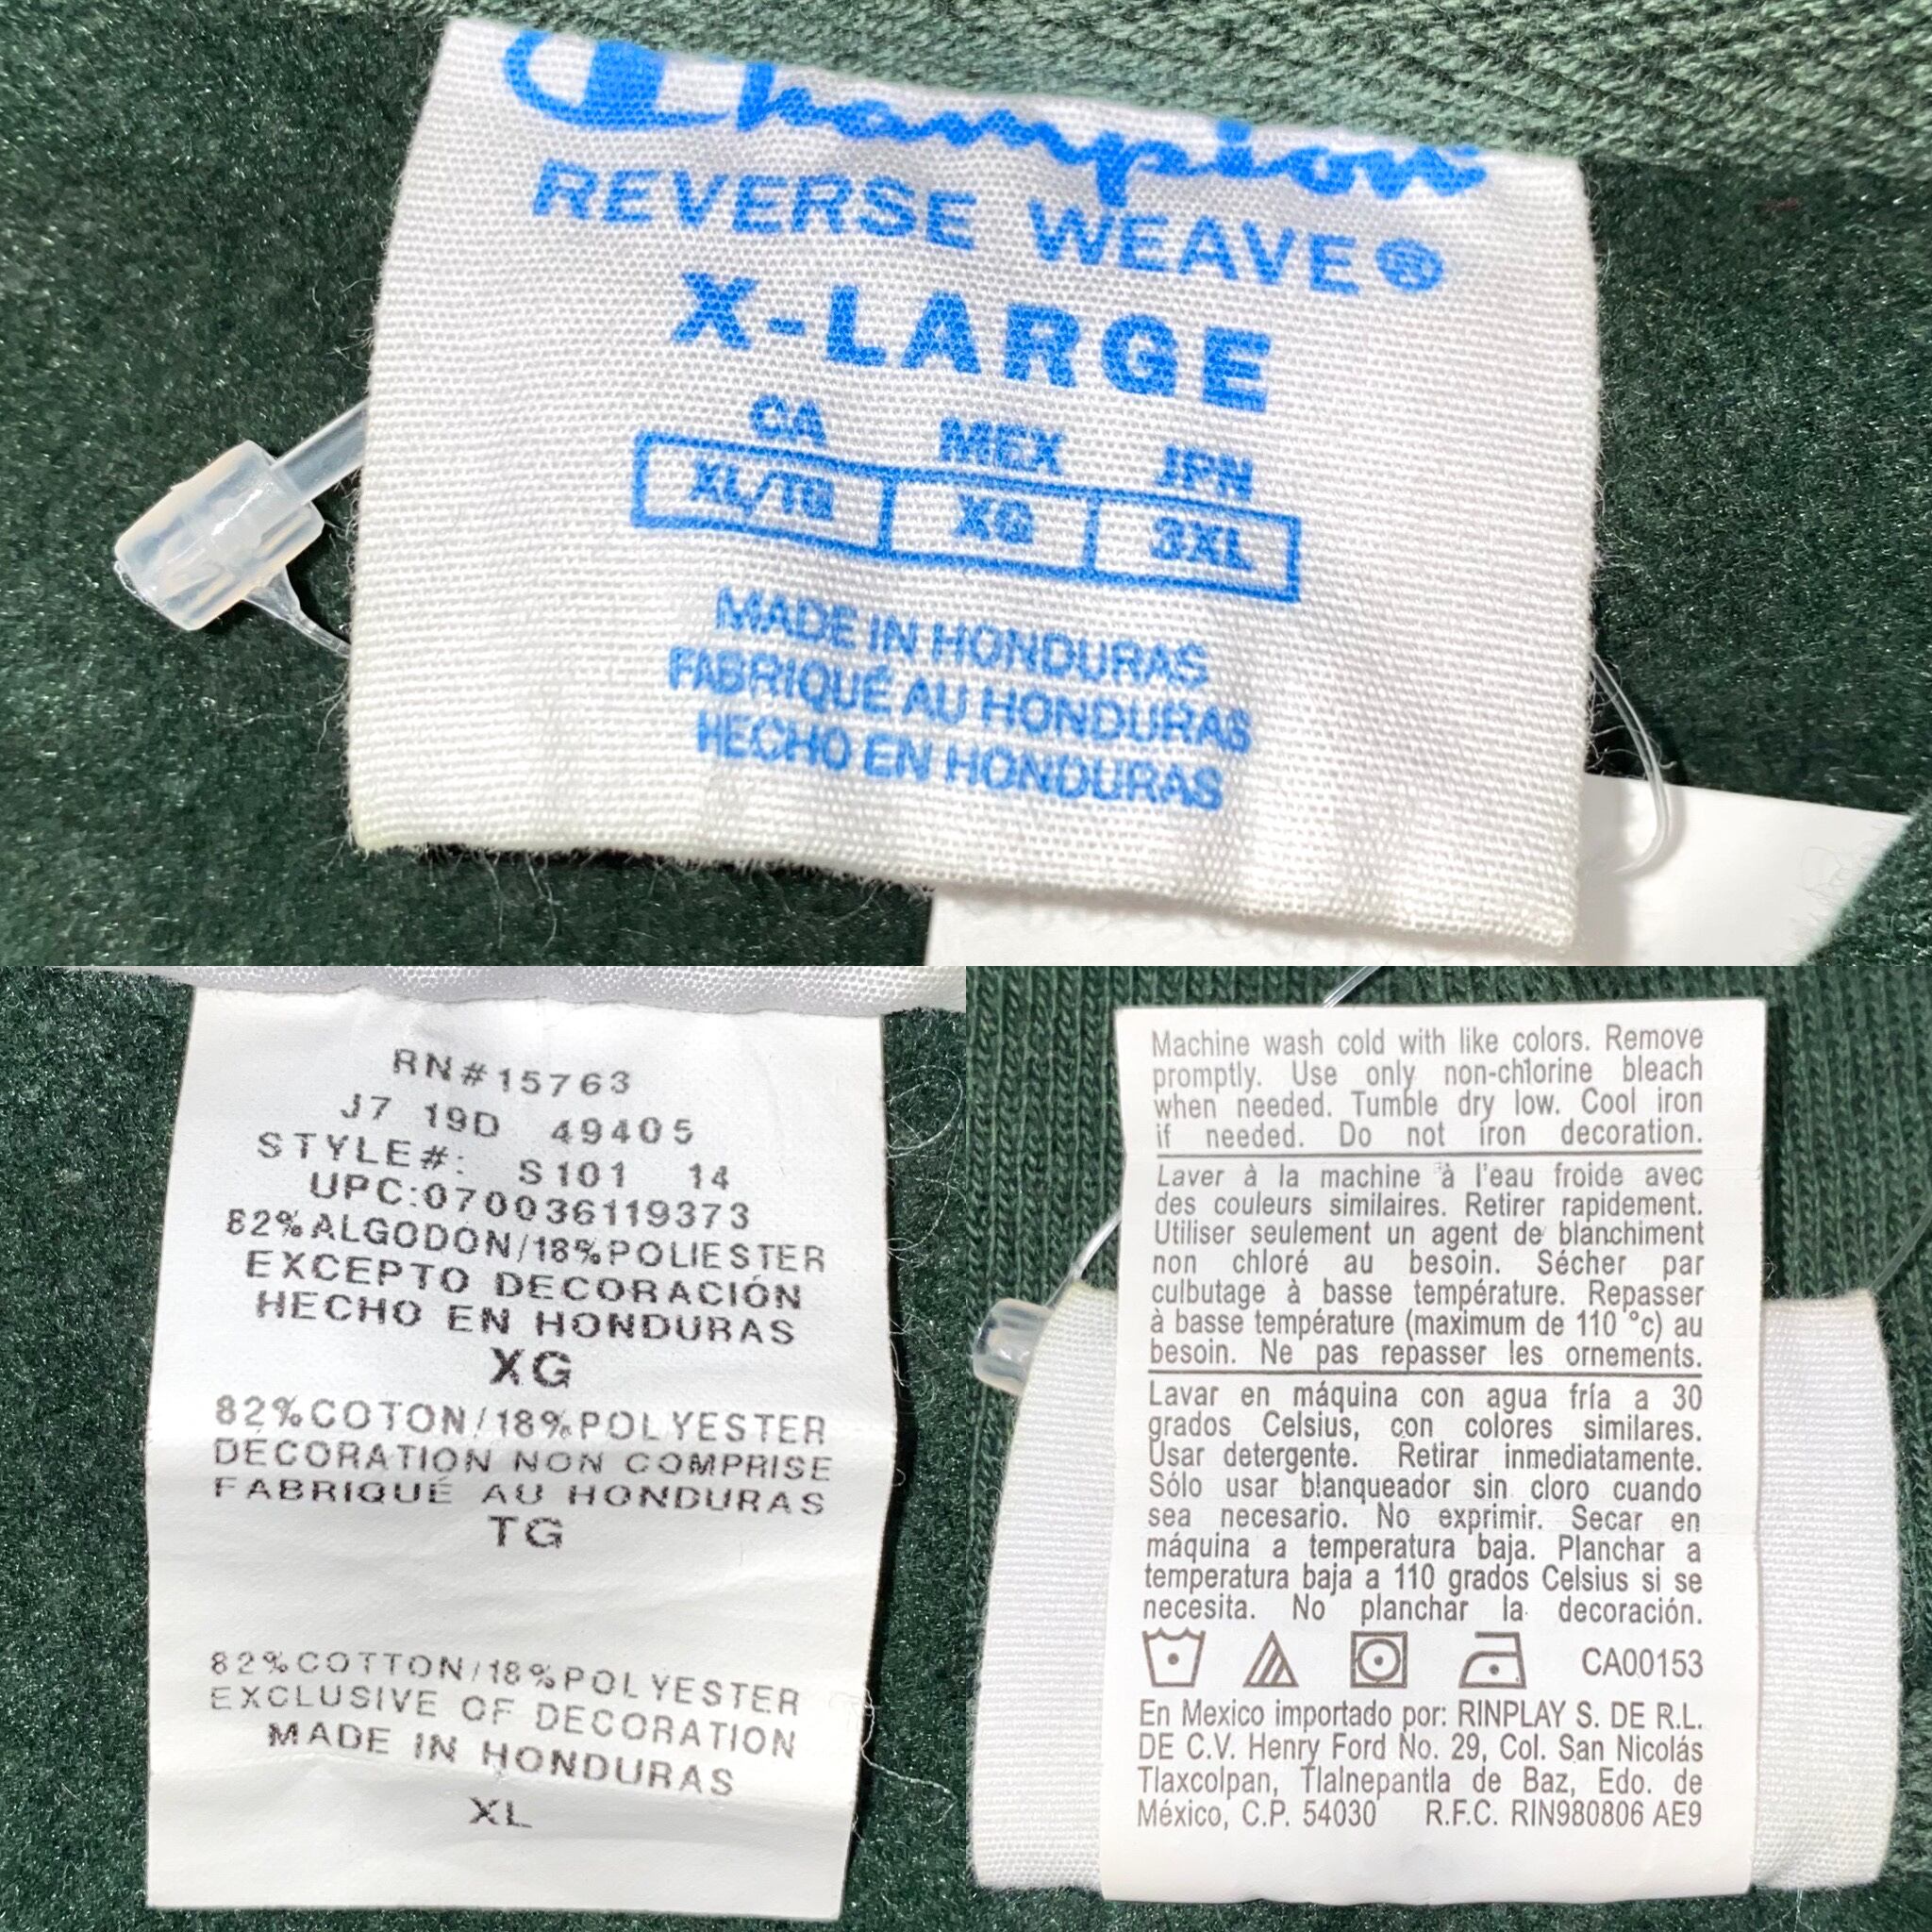 Champion
REVERSE WEAVE®
X-LARGE
CA MEX JPN
XL/TG XG 3XL
MADE IN HONDURAS
FABRIQUÉ AU HONDURAS
HECHO EN HONDURAS
RN#15763
J7 19D 49405
STYLE#: S101 14
UPC:070036119373
82%ALGODON/18%POLIESTER
EXCEPTO DECORACIÓN
HECHO EN HONDURAS
XG
82%COTON/18%POLYESTER
DÉCORATION NON COMPRISE
FABRIQUÉ AU HONDURAS
TG
82%COTTON/18%POLYESTER
EXCLUSIVE OF DECORATION
MADE IN HONDURAS
XL
Machine wash cold with like colors. Remove
promptly. Use only non-chlorine bleach
when needed. Tumble dry low. Cool iron
if needed. Do not iron decoration.
Laver à la machine à l'eau froide avec
des couleurs similaires. Retirer rapidement.
Utiliser seulement un agent de blanchiment
non chloré au besoin. Sécher par
culbutage à basse température. Repasser
à basse température (maximum de 110 °c) au
besoin. Ne pas repasser les ornements.
Lavar en máquina con agua fría a 30
grados Celsius, con colores similares.
Usar detergente. Retirar inmediatamente.
Sólo usar blanqueador sin cloro cuando
sea necesario. No exprimir. Secar en
máquina a temperatura baja. Planchar a
temperatura baja a 110 grados Celsius si se
necesita. No planchar la decoración.
CA00153
En Mexico importado por: RINPLAY S. DE R.L.
DE C.V. Henry Ford No. 29, Col. San Nicolás
Tlaxcolpan, Tlalnepantla de Baz, Edo. de
México, C.P. 54030 R.F.C. RIN980806 AE9